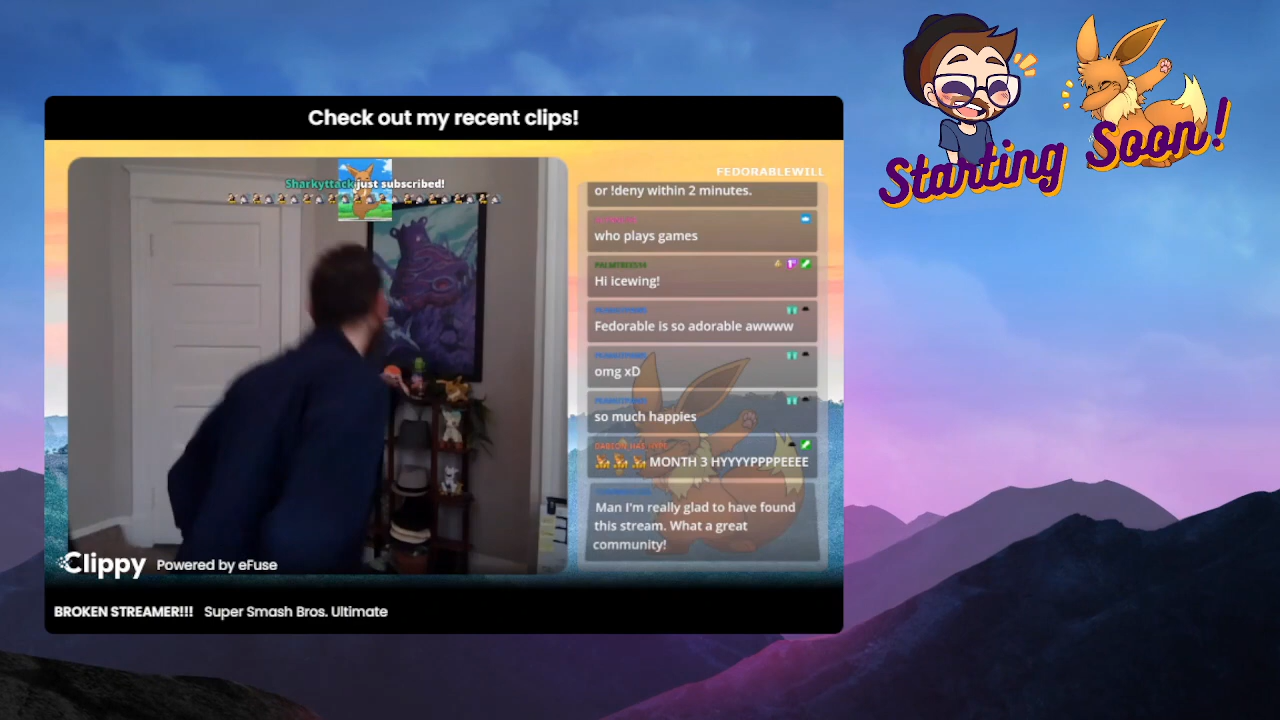 Starting Soon!
Check out my recent clips!
Sharkyttack just subscribed!
FEDORABLEWILL
or !deny within 2 minutes.
who plays games
Hi icewing!
Fedorable is so adorable awwww
omg xD
so much happies
MONTH 3 HYYYYPPPPEEEE
Man I'm really glad to have found
this stream. What a great
community!
Clippy Powered by eFuse
BROKEN STREAMER!!! Super Smash Bros. Ultimate